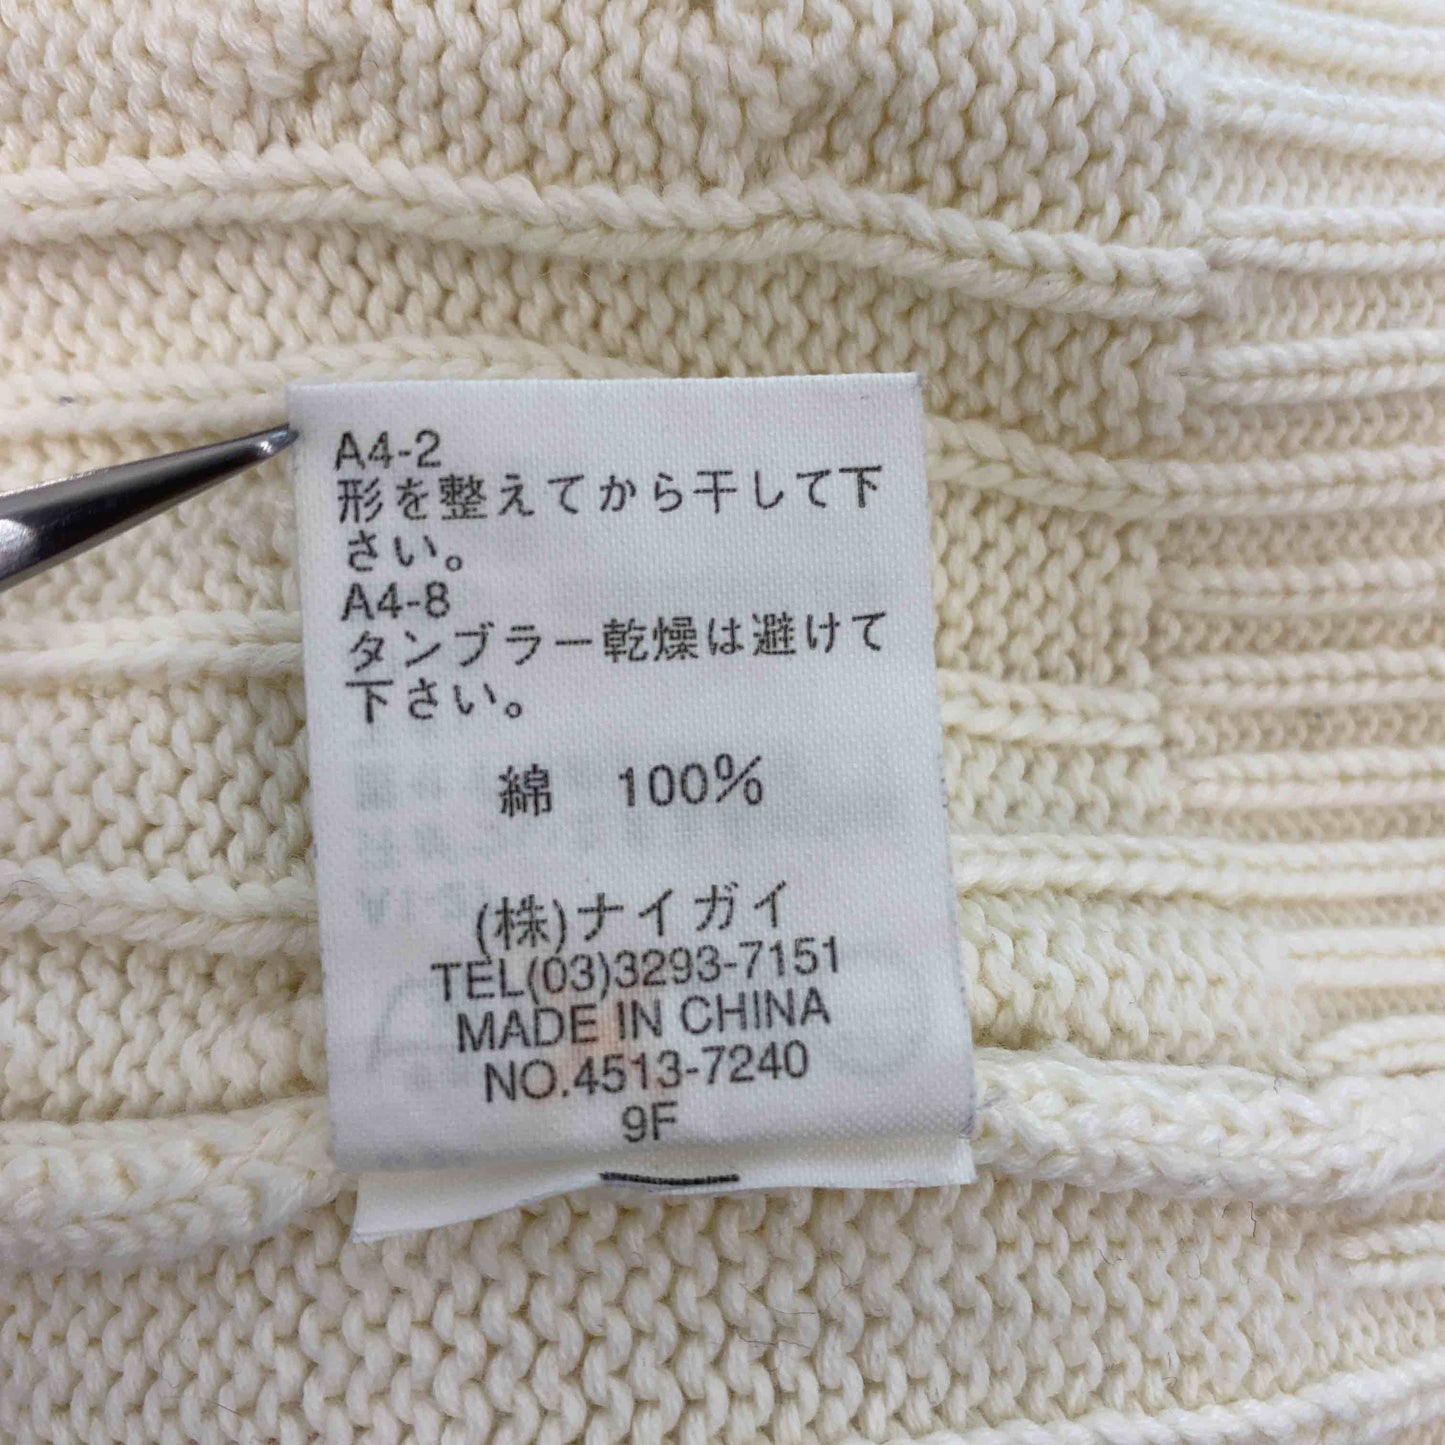 A4-2
形を整えてから干して下
さい。
A4-8
タンブラー乾燥は避けて
下さい。
綿 100%
(株)ナイガイ
TEL(03)3293-7151
MADE IN CHINA
NO.4513-7240
9F